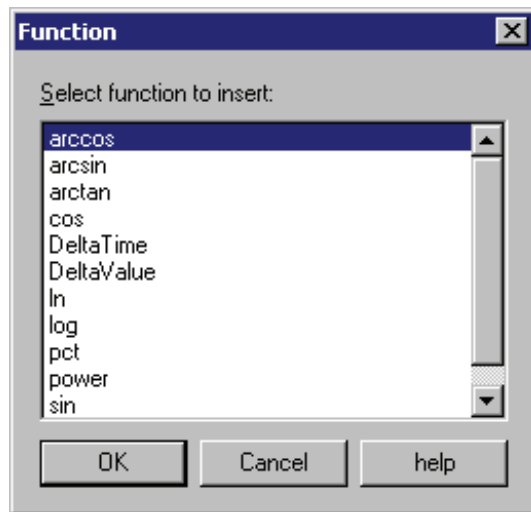 Function
Select function to insert:
arccos
arcsin
arctan
cos
DeltaTime
DeltaValue
ln
log
pct
power
sin
OK Cancel help